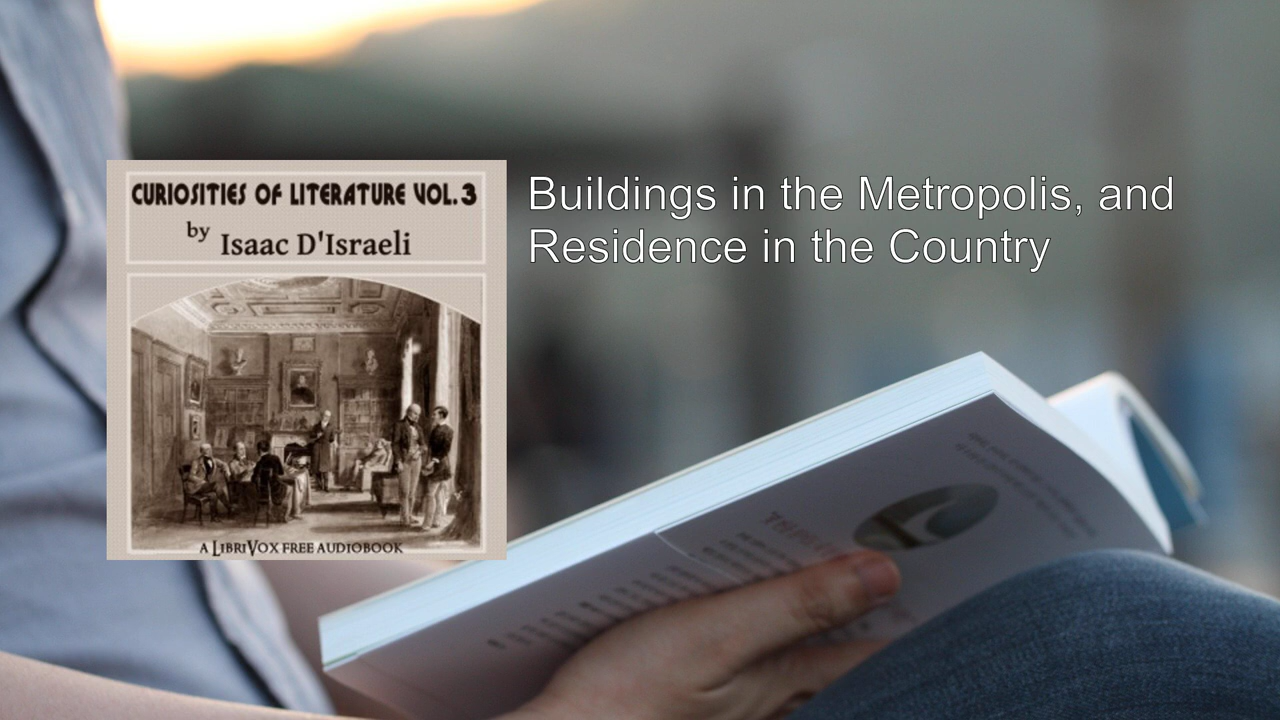 CURIOSITIES OF LITERATURE VOL.3
by Isaac D'Israeli
A LIBRIVOX FREE AUDIOBOOK
Buildings in the Metropolis, and
Residence in the Country